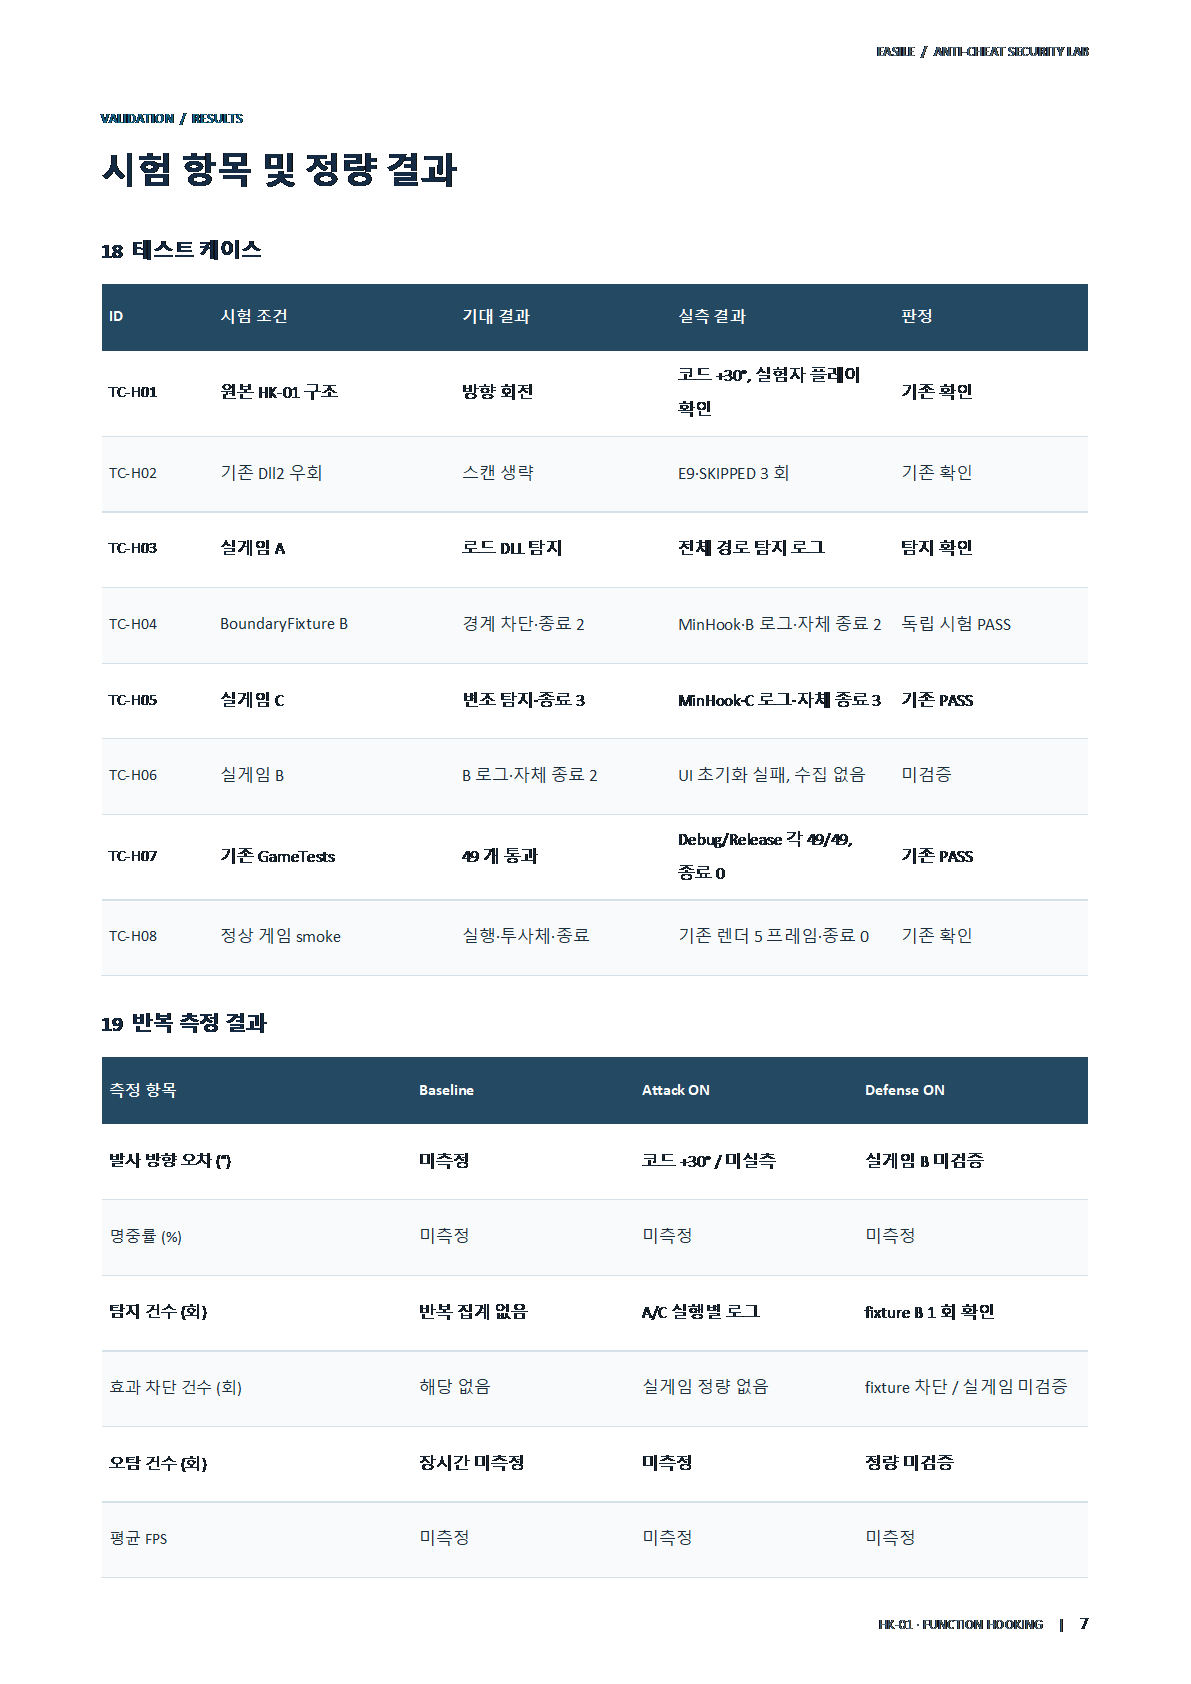 EASILE / ANTI-CHEAT SECURITY LAB
VALIDATION / RESULTS
시험 항목 및 정량 결과
18 테스트 케이스
ID 시험 조건 기대 결과 실측 결과 판정
TC-H01 원본 HK-01 구조 방향 회전 코드 +30°, 실험자 플레이 확인 기존 확인
TC-H02 기존 Dll2 우회 스캔 생략 E9·SKIPPED 3 회 기존 확인
TC-H03 실게임 A 로드 DLL 탐지 전체 경로 탐지 로그 탐지 확인
TC-H04 BoundaryFixture B 경계 차단·종료 2 MinHook·B 로그·자체 종료 2 독립 시험 PASS
TC-H05 실게임 C 변조 탐지·종료 3 MinHook·C 로그·자체 종료 3 기존 PASS
TC-H06 실게임 B B 로그·자체 종료 2 UI 초기화 실패, 수집 없음 미검증
TC-H07 기존 GameTests 49 개 통과 Debug/Release 각 49/49, 종료 0 기존 PASS
TC-H08 정상 게임 smoke 실행·투사체·종료 기존 렌더 5 프레임·종료 0 기존 확인
19 반복 측정 결과
측정 항목 Baseline Attack ON Defense ON
발사 방향 오차 (°) 미측정 코드 +30° / 미실측 실게임 B 미검증
명중률 (%) 미측정 미측정 미측정
탐지 건수 (회) 반복 집계 없음 A/C 실행별 로그 fixture B 1 회 확인
효과 차단 건수 (회) 해당 없음 실게임 정량 없음 fixture 차단 / 실게임 미검증
오탐 건수 (회) 장시간 미측정 미측정 정량 미검증
평균 FPS 미측정 미측정 미측정
HK-01 · FUNCTION HOOKING | 7